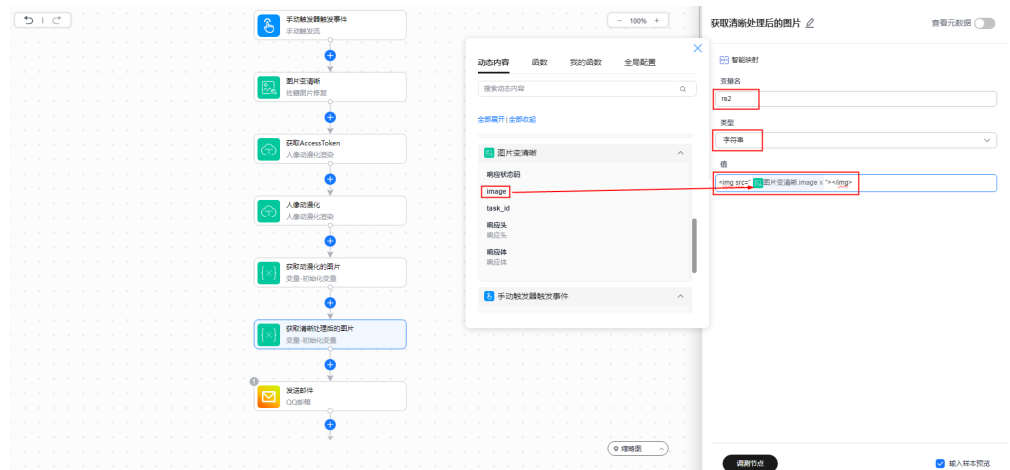 手动触发器触发事件
手动触发流
图片变清晰
佐糖图片修复
获取AccessToken
人像动漫化渲染
人像动漫化
人像动漫化渲染
获取动漫化的图片
变量-初始化变量
获取清晰处理后的图片
变量-初始化变量
发送邮件
QQ邮箱
− 100% +
动态内容 函数 我的函数 全局配置
搜索动态内容
全部展开 | 全部收起
图片变清晰
响应状态码
image
task_id
响应头
响应头
响应体
响应体
手动触发器触发事件
缩略图
获取清晰处理后的图片
查看元数据
智能映射
变量名
re2
类型
字符串
值
<img src=" 图片变清晰.image x "></img>
调测节点
输入样本预览